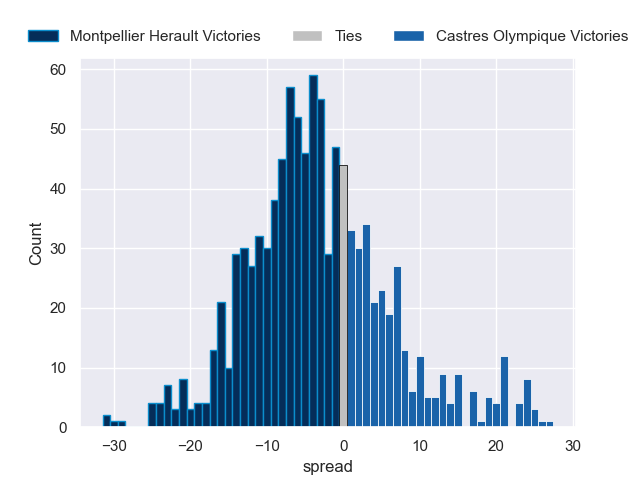 Montpellier Herault Victories Ties Castres Olympique Victories
60
50
40
30
20
10
0
Count
−30 −20 −10 0 10 20 30
spread